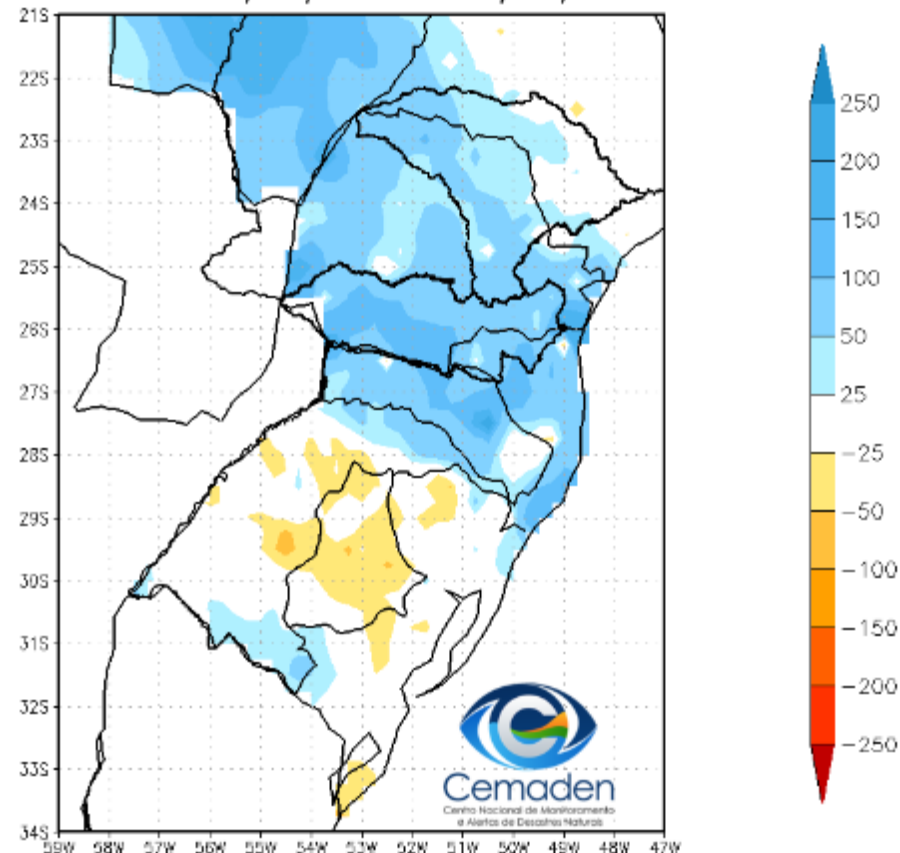 21S
22S
23S
24S
25S
26S
27S
28S
29S
30S
31S
32S
33S
34S
59W 58W 57W 56W 55W 54W 53W 52W 51W 50W 49W 48W 47W
250
200
150
100
50
25
−25
−50
−100
−150
−200
−250
Cemaden
Centro Nacional de Monitoramento
e Alertas de Desastres Naturais